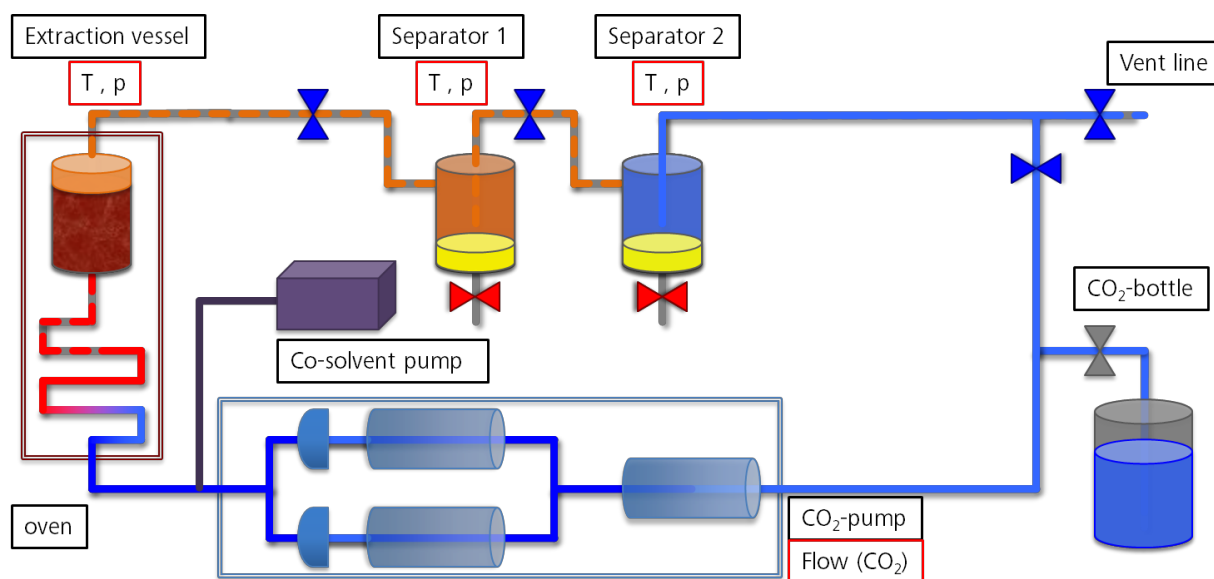 Extraction vessel
T , p
Separator 1
T , p
Separator 2
T , p
Vent line
CO₂-bottle
Co-solvent pump
oven
CO₂-pump
Flow (CO₂)